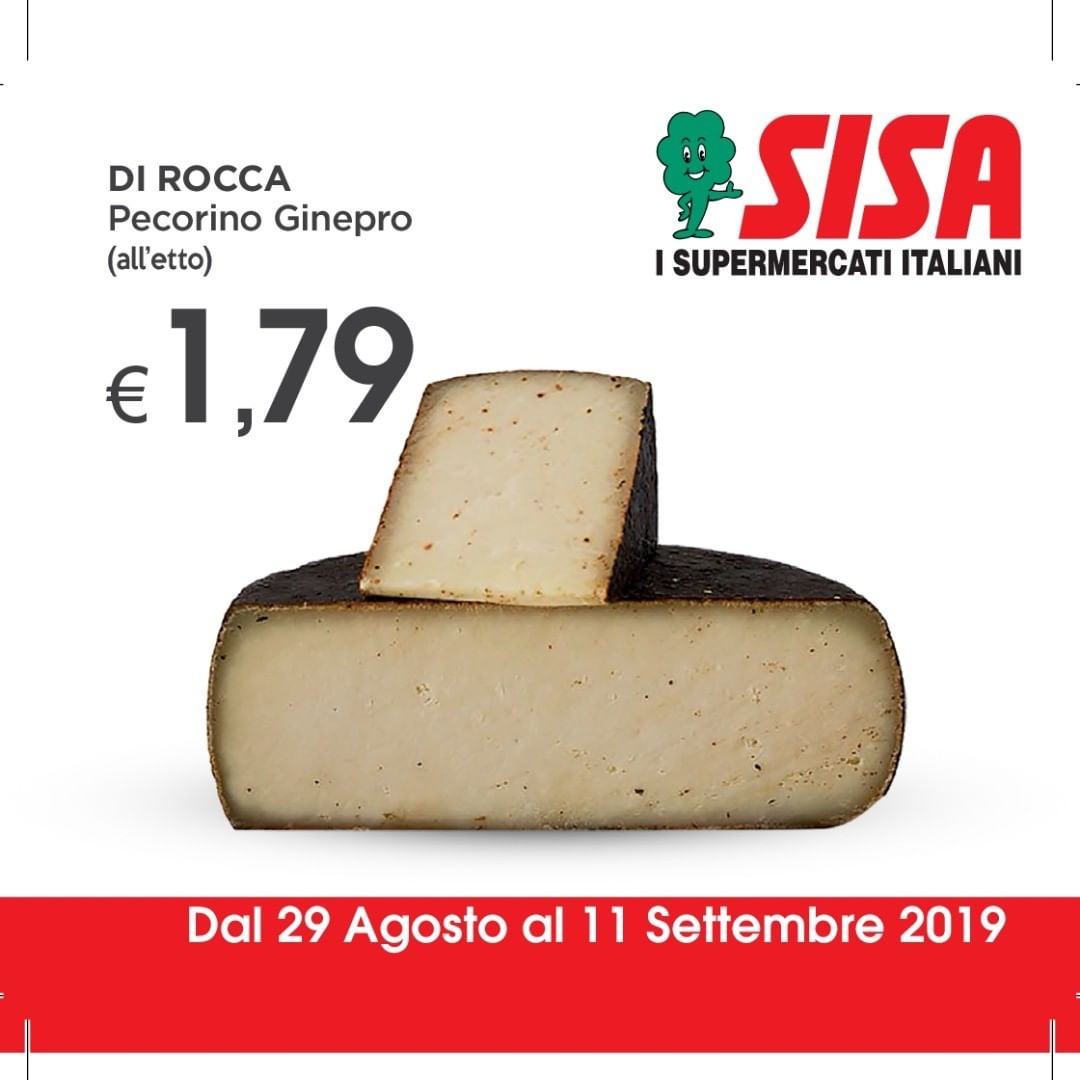 DI ROCCA
Pecorino Ginepro
(all’etto)
€ 1,79
SISA
I SUPERMERCATI ITALIANI
Dal 29 Agosto al 11 Settembre 2019